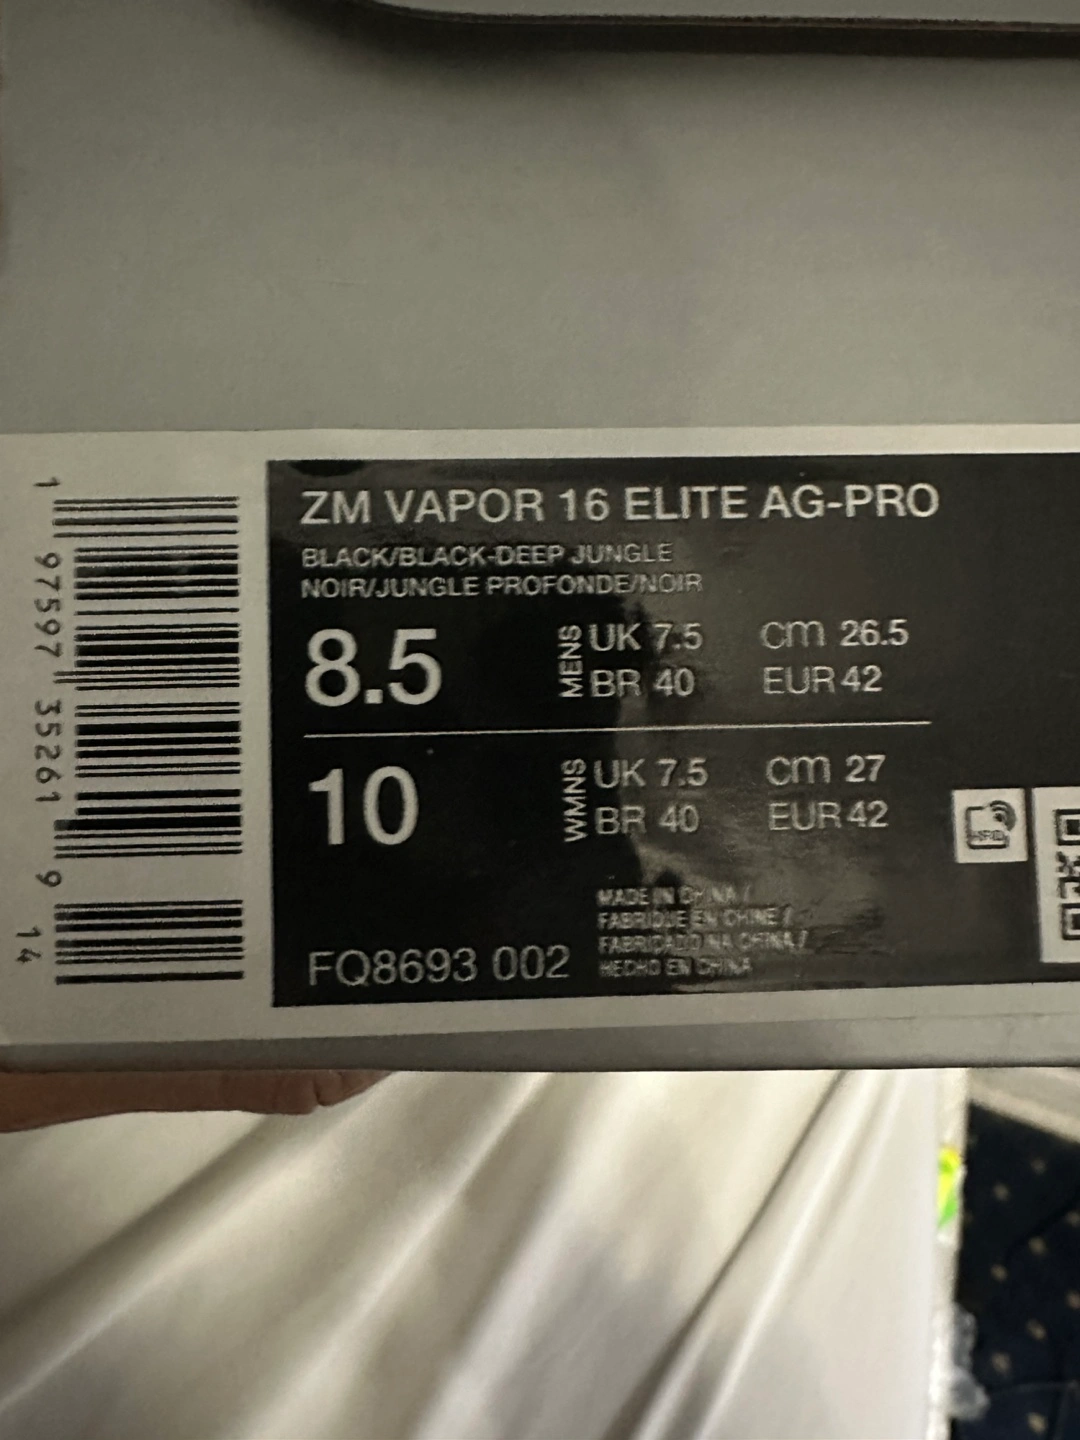 ZM VAPOR 16 ELITE AG-PRO
BLACK/BLACK-DEEP JUNGLE
NOIR/JUNGLE PROFONDE/NOIR
8.5 MENS UK 7.5 cm 26.5
BR 40 EUR 42
10 WMNS UK 7.5 cm 27
BR 40 EUR 42
MADE IN CHINA /
FABRIQUE EN CHINE /
FABRICADO NA CHINA /
HECHO EN CHINA
FQ8693 002
1 97597 35261 9 14